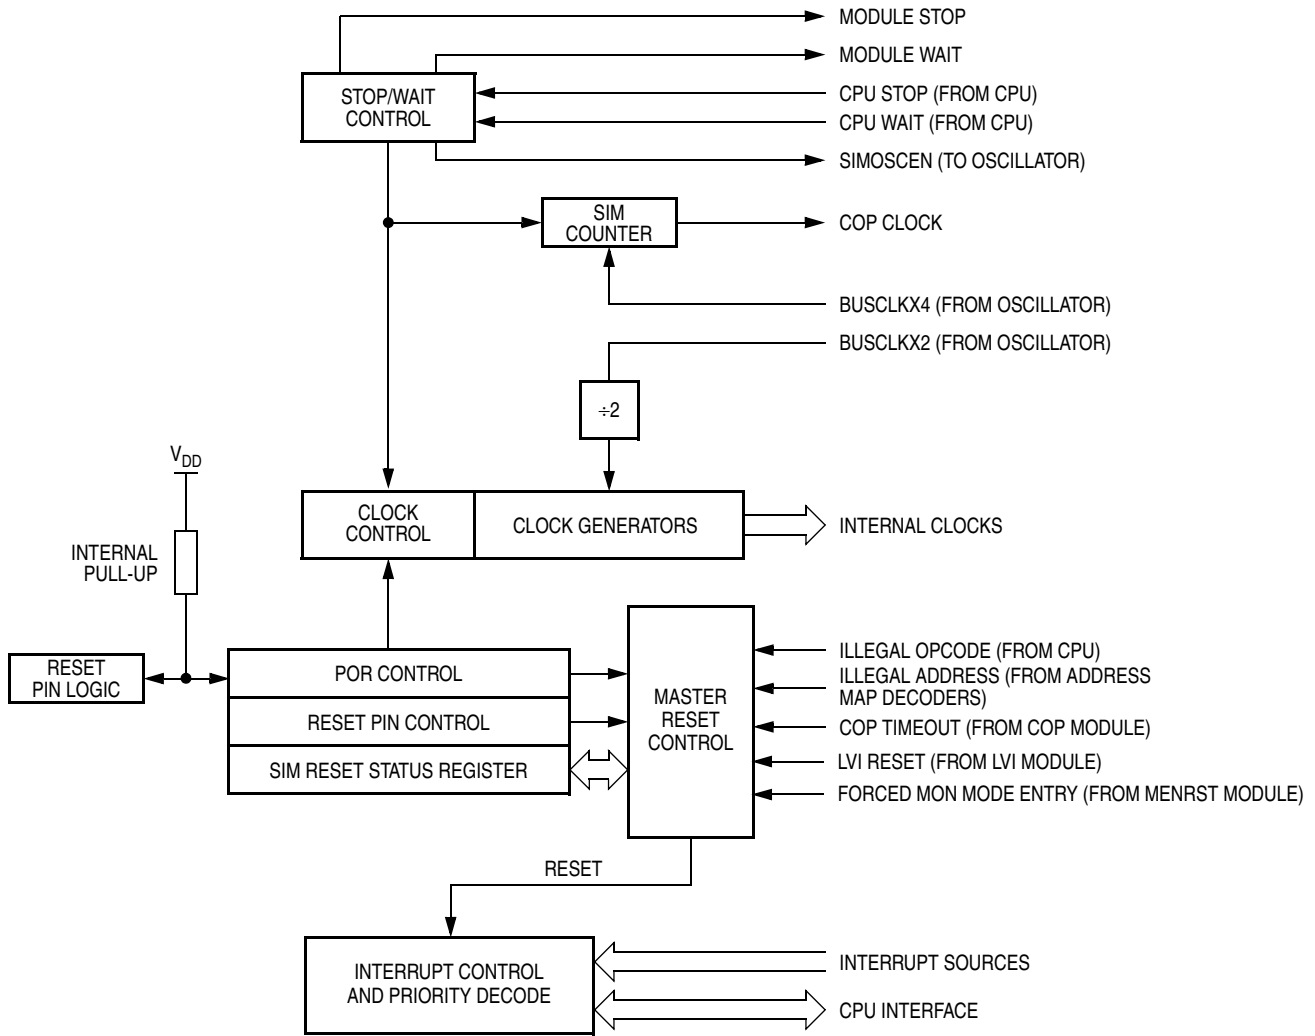 MODULE STOP
MODULE WAIT
STOP/WAIT
CONTROL
CPU STOP (FROM CPU)
CPU WAIT (FROM CPU)
SIMOSCEN (TO OSCILLATOR)
SIM
COUNTER
COP CLOCK
BUSCLKX4 (FROM OSCILLATOR)
BUSCLKX2 (FROM OSCILLATOR)
÷2
VDD
INTERNAL
PULL-UP
CLOCK
CONTROL
CLOCK GENERATORS
INTERNAL CLOCKS
RESET
PIN LOGIC
POR CONTROL
RESET PIN CONTROL
SIM RESET STATUS REGISTER
MASTER
RESET
CONTROL
ILLEGAL OPCODE (FROM CPU)
ILLEGAL ADDRESS (FROM ADDRESS
MAP DECODERS)
COP TIMEOUT (FROM COP MODULE)
LVI RESET (FROM LVI MODULE)
FORCED MON MODE ENTRY (FROM MENRST MODULE)
RESET
INTERRUPT CONTROL
AND PRIORITY DECODE
INTERRUPT SOURCES
CPU INTERFACE